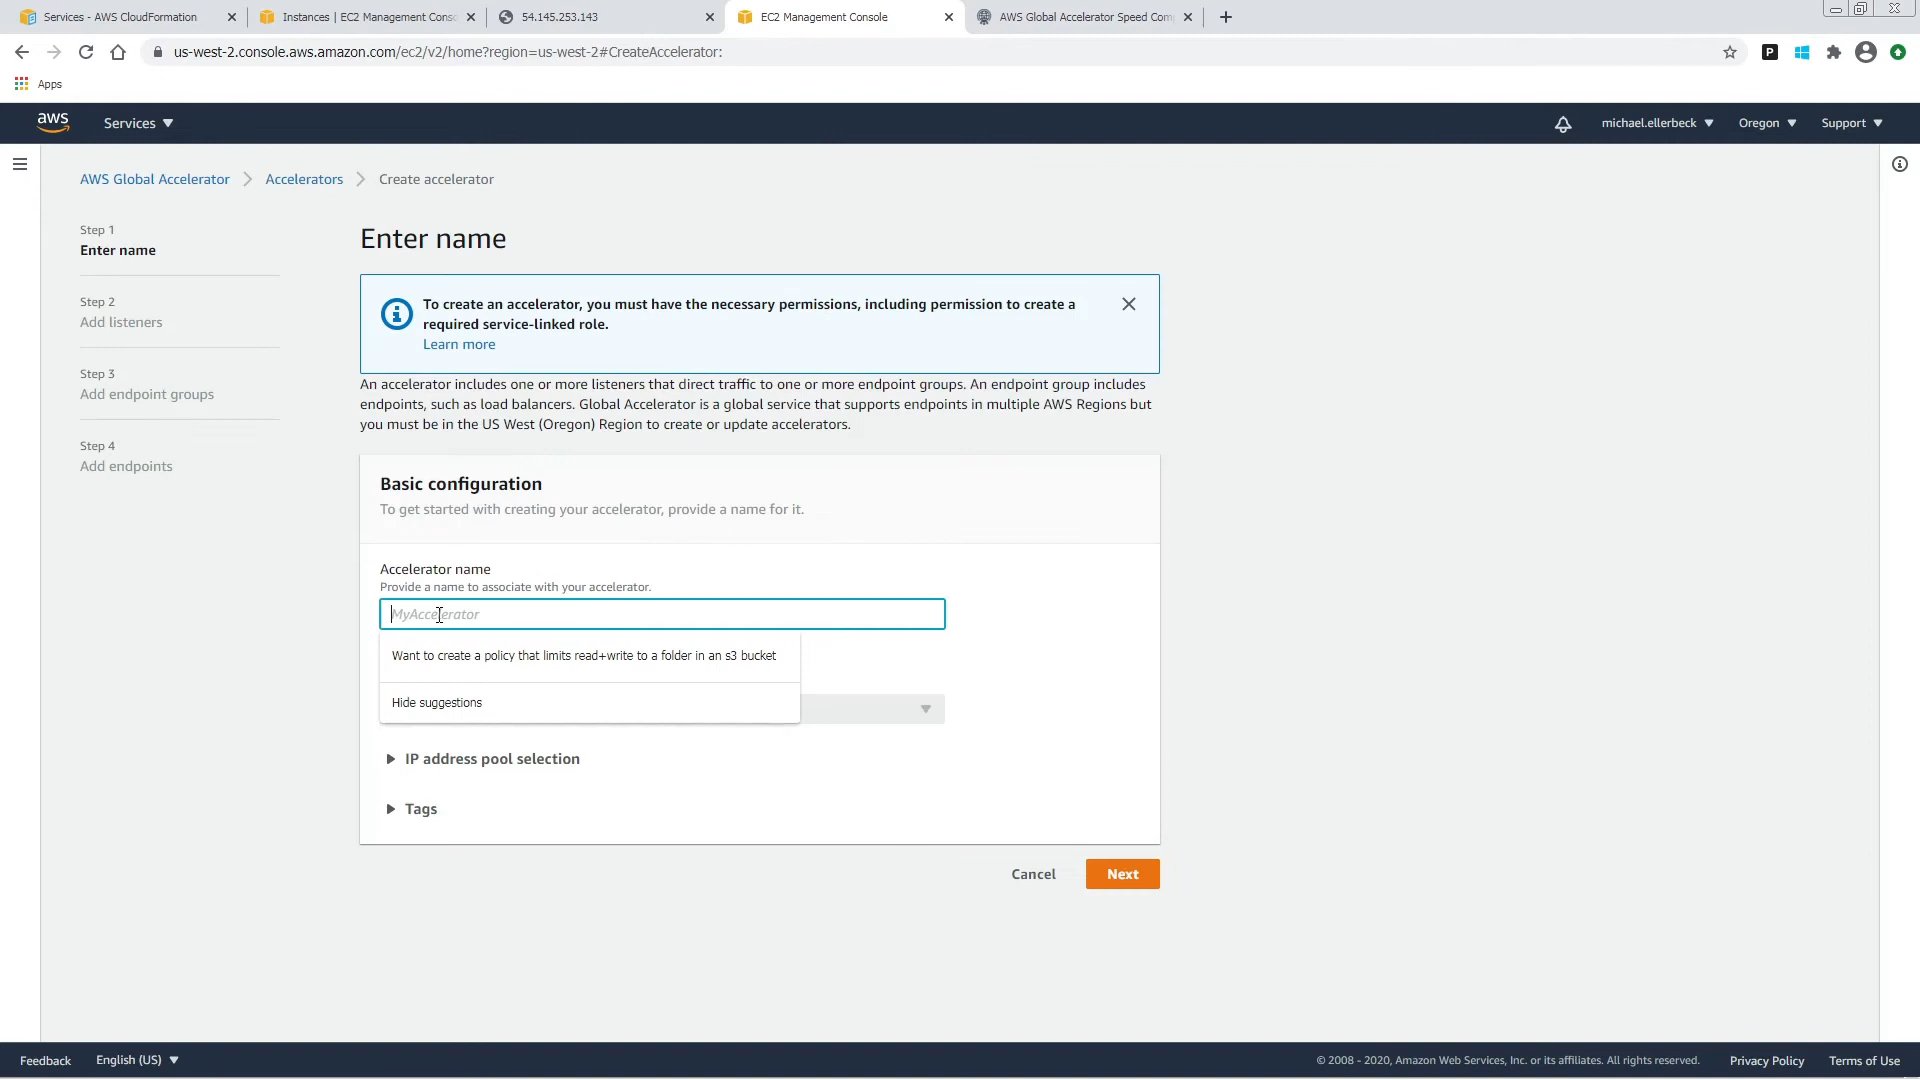 Services - AWS CloudFormation
Instances | EC2 Management Conso
54.145.253.143
EC2 Management Console
AWS Global Accelerator Speed Com
us-west-2.console.aws.amazon.com/ec2/v2/home?region=us-west-2#CreateAccelerator:
P
Apps
aws
Services
michael.ellerbeck
Oregon
Support
AWS Global Accelerator
Accelerators
Create accelerator
Step 1
Enter name
Step 2
Add listeners
Step 3
Add endpoint groups
Step 4
Add endpoints
Enter name
To create an accelerator, you must have the necessary permissions, including permission to create a
required service-linked role.
Learn more
An accelerator includes one or more listeners that direct traffic to one or more endpoint groups. An endpoint group includes
endpoints, such as load balancers. Global Accelerator is a global service that supports endpoints in multiple AWS Regions but
you must be in the US West (Oregon) Region to create or update accelerators.
Basic configuration
To get started with creating your accelerator, provide a name for it.
Accelerator name
Provide a name to associate with your accelerator.
MyAccelerator
Want to create a policy that limits read+write to a folder in an s3 bucket
Hide suggestions
IP address pool selection
Tags
Cancel
Next
Feedback
English (US)
© 2008 - 2020, Amazon Web Services, Inc. or its affiliates. All rights reserved.
Privacy Policy
Terms of Use